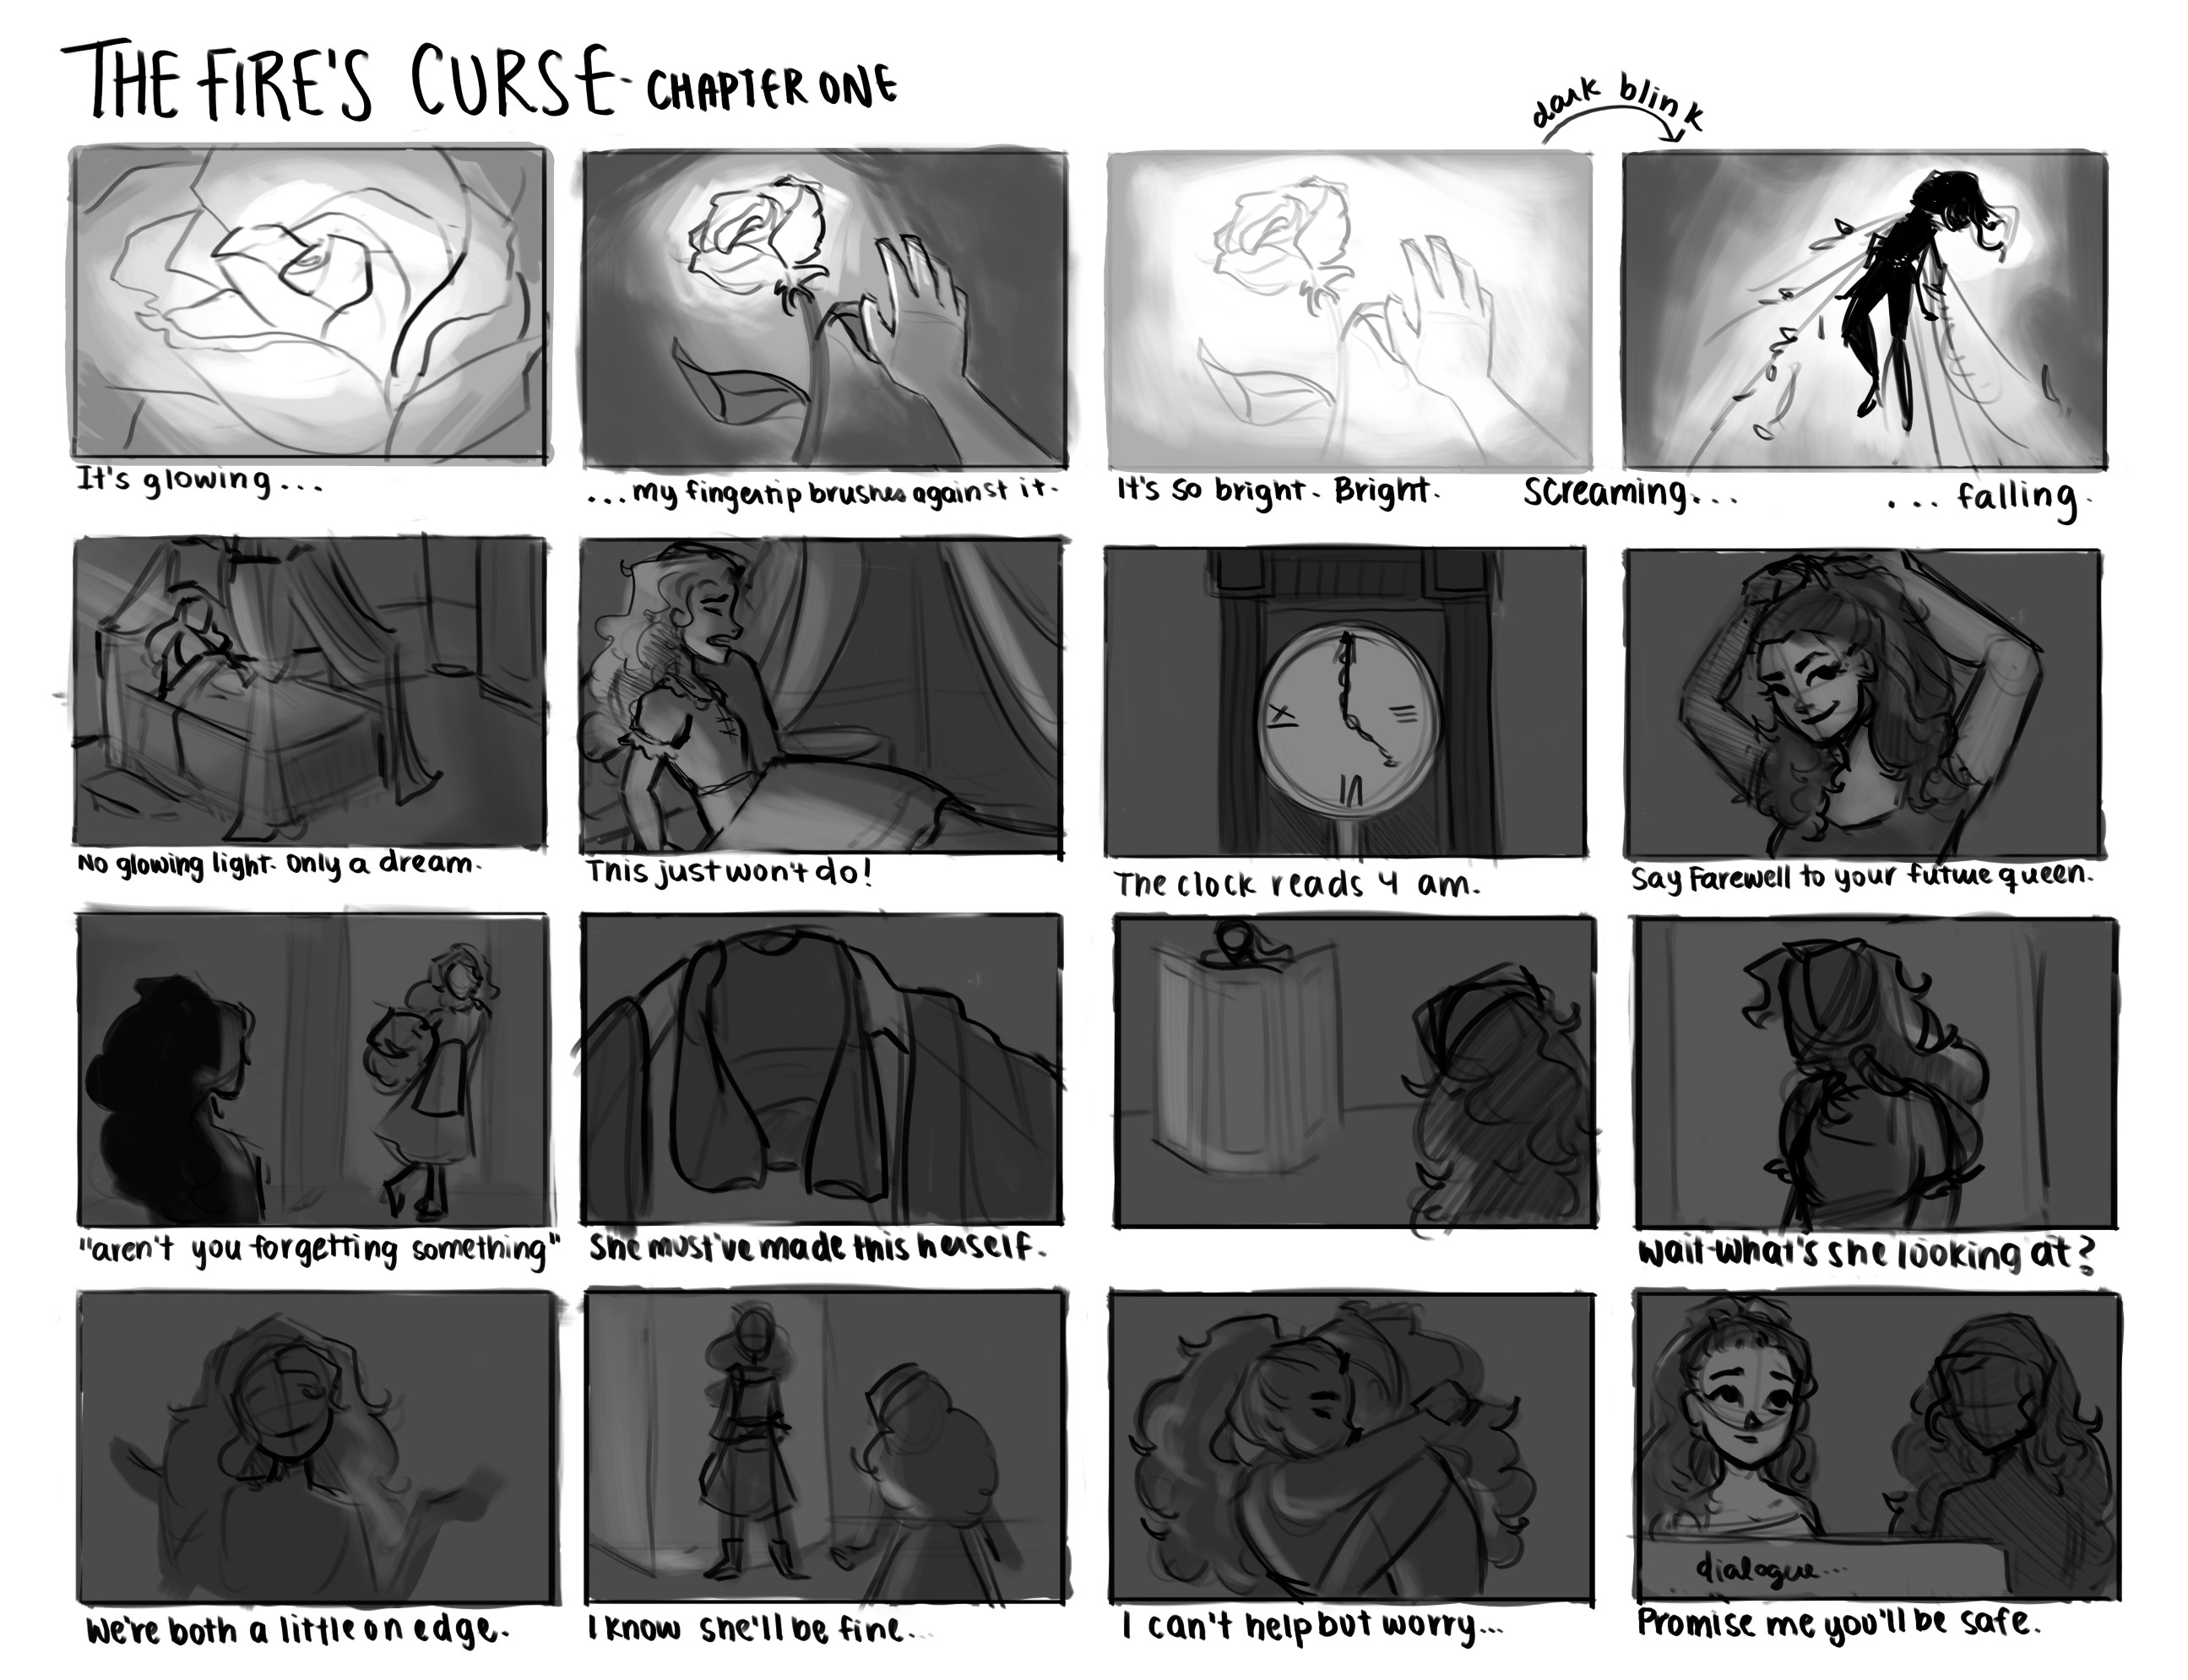 THE FIRE'S CURSE - CHAPTER ONE
dark blink
It's glowing...
...my fingertip brushes against it.
It's so bright. Bright.
Screaming...
... falling.
No glowing light. Only a dream.
This just won't do!
The clock reads 4 am.
Say Farewell to your future queen.
"aren't you forgetting something"
She must've made this herself.
Wait-what's she looking at?
We're both a little on edge.
I know she'll be fine...
I can't help but worry...
dialogue...
Promise me you'll be safe.